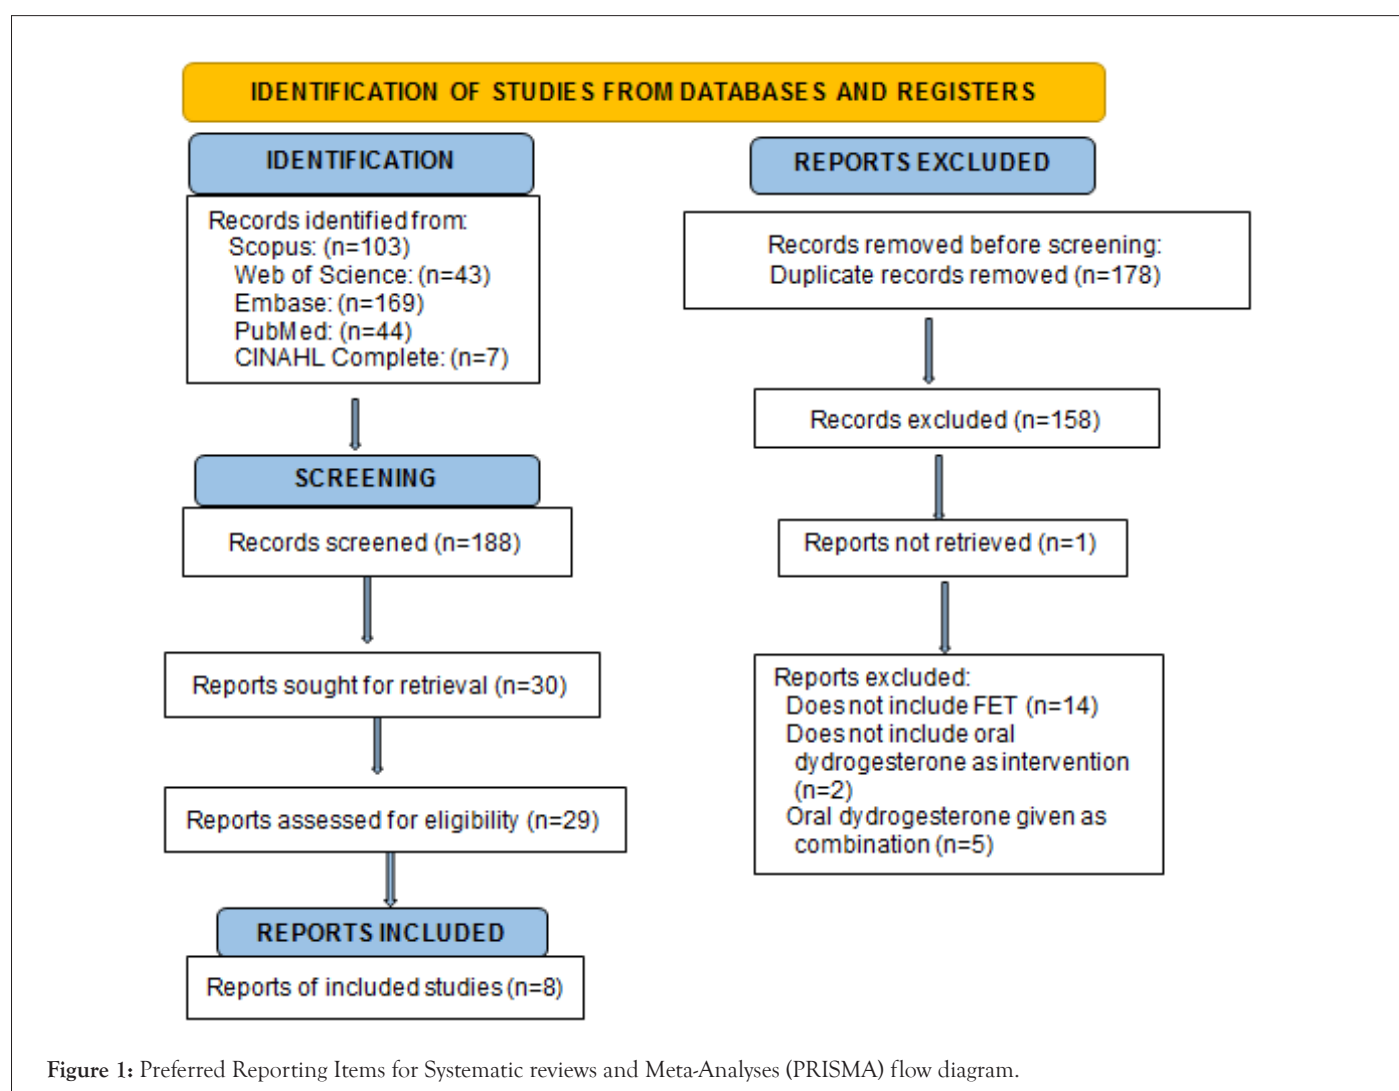 IDENTIFICATION OF STUDIES FROM DATABASES AND REGISTERS
IDENTIFICATION
Records identified from:
Scopus: (n=103)
Web of Science: (n=43)
Embase: (n=169)
PubMed: (n=44)
CINAHL Complete: (n=7)
SCREENING
Records screened (n=188)
Reports sought for retrieval (n=30)
Reports assessed for eligibility (n=29)
REPORTS INCLUDED
Reports of included studies (n=8)
REPORTS EXCLUDED
Records removed before screening:
Duplicate records removed (n=178)
Records excluded (n=158)
Reports not retrieved (n=1)
Reports excluded:
Does not include FET (n=14)
Does not include oral
dydrogesterone as intervention
(n=2)
Oral dydrogesterone given as
combination (n=5)
Figure 1: Preferred Reporting Items for Systematic reviews and Meta-Analyses (PRISMA) flow diagram.